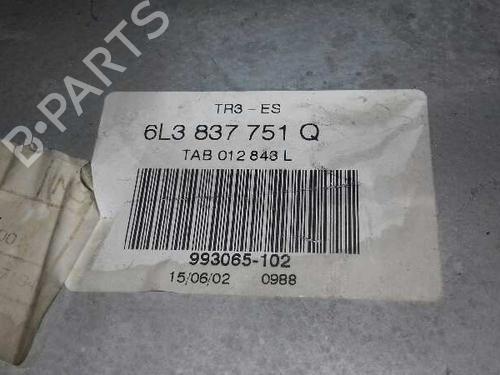 TR3 - ES
6L3 837 751 Q
TAB 012 843 L
993065-102
15/06/02 0988
B-PARTS